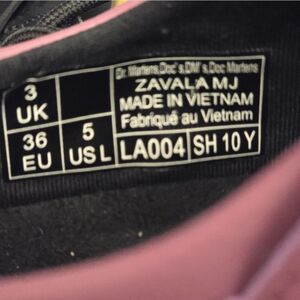 3
UK
36
EU
5
US L
Dr. Martens,Doc's,DM's,Doc Martens
ZAVALA MJ
MADE IN VIETNAM
Fabriqué au Vietnam
LA004
SH 10 Y